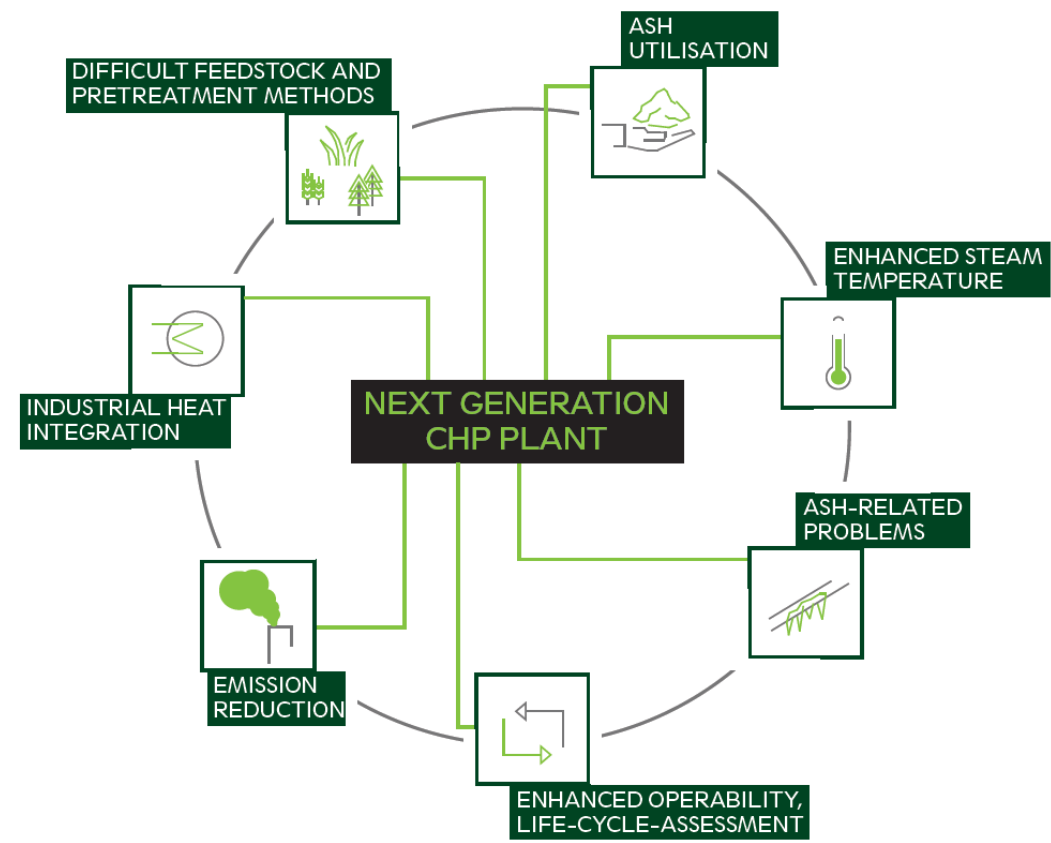 ASH
UTILISATION
DIFFICULT FEEDSTOCK AND
PRETREATMENT METHODS
ENHANCED STEAM
TEMPERATURE
NEXT GENERATION
CHP PLANT
INDUSTRIAL HEAT
INTEGRATION
ASH-RELATED
PROBLEMS
EMISSION
REDUCTION
ENHANCED OPERABILITY,
LIFE-CYCLE-ASSESSMENT